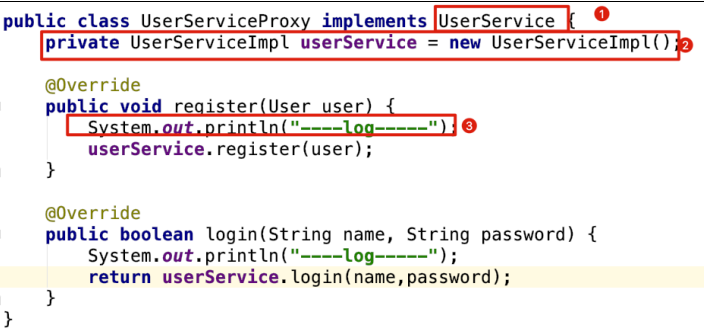 public class UserServiceProxy implements UserService { 1
private UserServiceImpl userService = new UserServiceImpl(); 2
@Override
public void register(User user) {
System.out.println("----log-----"); 3
userService.register(user);
}
@Override
public boolean login(String name, String password) {
System.out.println("----log-----");
return userService.login(name,password);
}
}